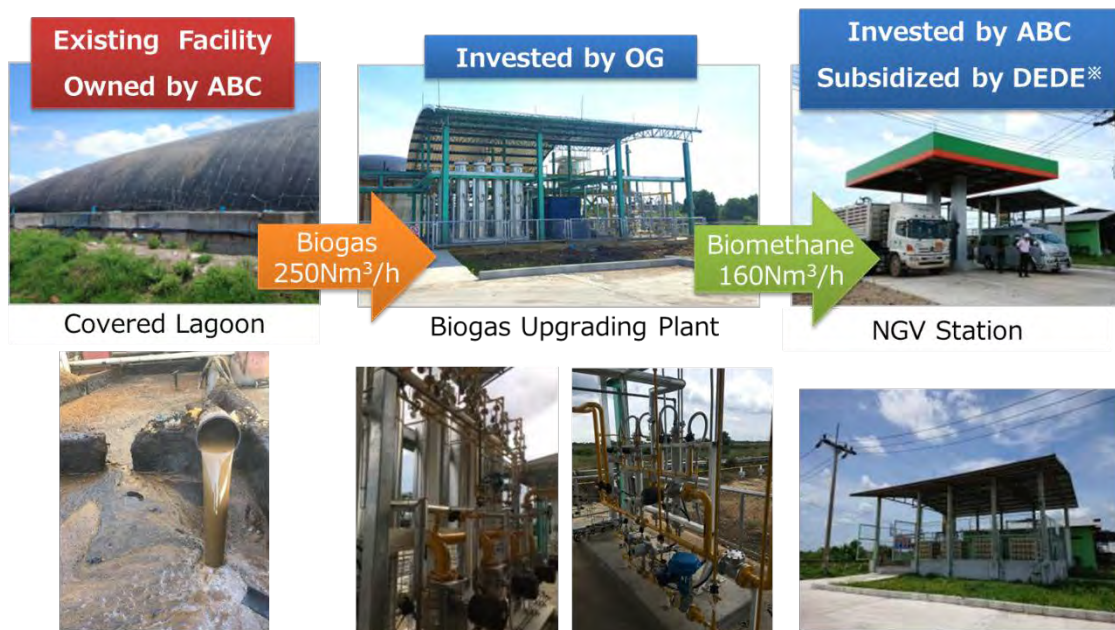 Existing Facility
Owned by ABC
Invested by OG
Invested by ABC
Subsidized by DEDE※
Biogas
250Nm³/h
Biomethane
160Nm³/h
Covered Lagoon
Biogas Upgrading Plant
NGV Station